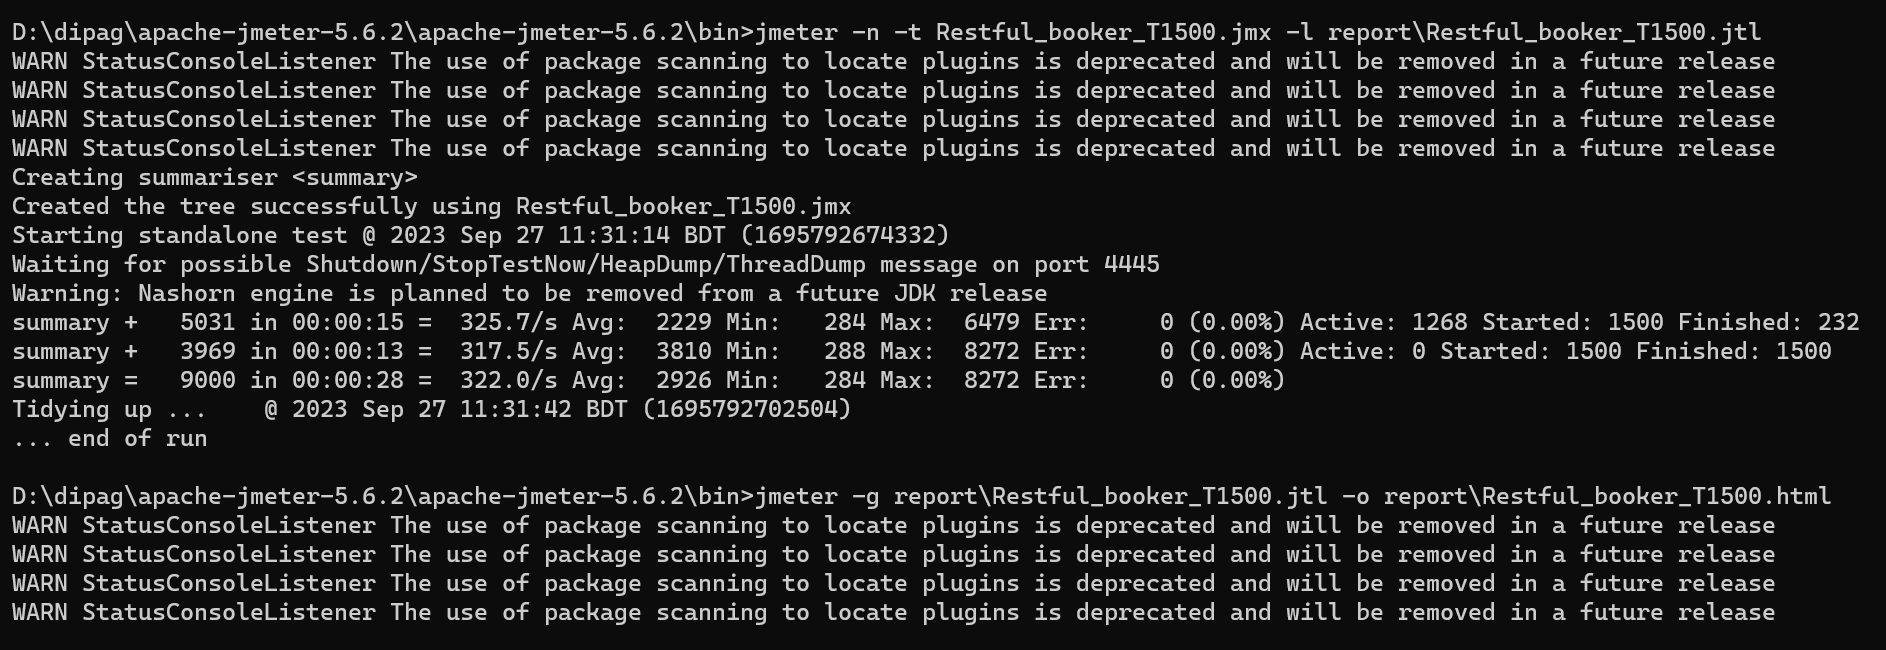 D:\dipag\apache-jmeter-5.6.2\apache-jmeter-5.6.2\bin>jmeter -n -t Restful_booker_T1500.jmx -l report\Restful_booker_T1500.jtl
WARN StatusConsoleListener The use of package scanning to locate plugins is deprecated and will be removed in a future release
WARN StatusConsoleListener The use of package scanning to locate plugins is deprecated and will be removed in a future release
WARN StatusConsoleListener The use of package scanning to locate plugins is deprecated and will be removed in a future release
WARN StatusConsoleListener The use of package scanning to locate plugins is deprecated and will be removed in a future release
Creating summariser <summary>
Created the tree successfully using Restful_booker_T1500.jmx
Starting standalone test @ 2023 Sep 27 11:31:14 BDT (1695792674332)
Waiting for possible Shutdown/StopTestNow/HeapDump/ThreadDump message on port 4445
Warning: Nashorn engine is planned to be removed from a future JDK release
summary +   5031 in 00:00:15 =  325.7/s Avg:  2229 Min:   284 Max:  6479 Err:     0 (0.00%) Active: 1268 Started: 1500 Finished: 232
summary +   3969 in 00:00:13 =  317.5/s Avg:  3810 Min:   288 Max:  8272 Err:     0 (0.00%) Active: 0 Started: 1500 Finished: 1500
summary =   9000 in 00:00:28 =  322.0/s Avg:  2926 Min:   284 Max:  8272 Err:     0 (0.00%)
Tidying up ...    @ 2023 Sep 27 11:31:42 BDT (1695792702504)
... end of run
D:\dipag\apache-jmeter-5.6.2\apache-jmeter-5.6.2\bin>jmeter -g report\Restful_booker_T1500.jtl -o report\Restful_booker_T1500.html
WARN StatusConsoleListener The use of package scanning to locate plugins is deprecated and will be removed in a future release
WARN StatusConsoleListener The use of package scanning to locate plugins is deprecated and will be removed in a future release
WARN StatusConsoleListener The use of package scanning to locate plugins is deprecated and will be removed in a future release
WARN StatusConsoleListener The use of package scanning to locate plugins is deprecated and will be removed in a future release